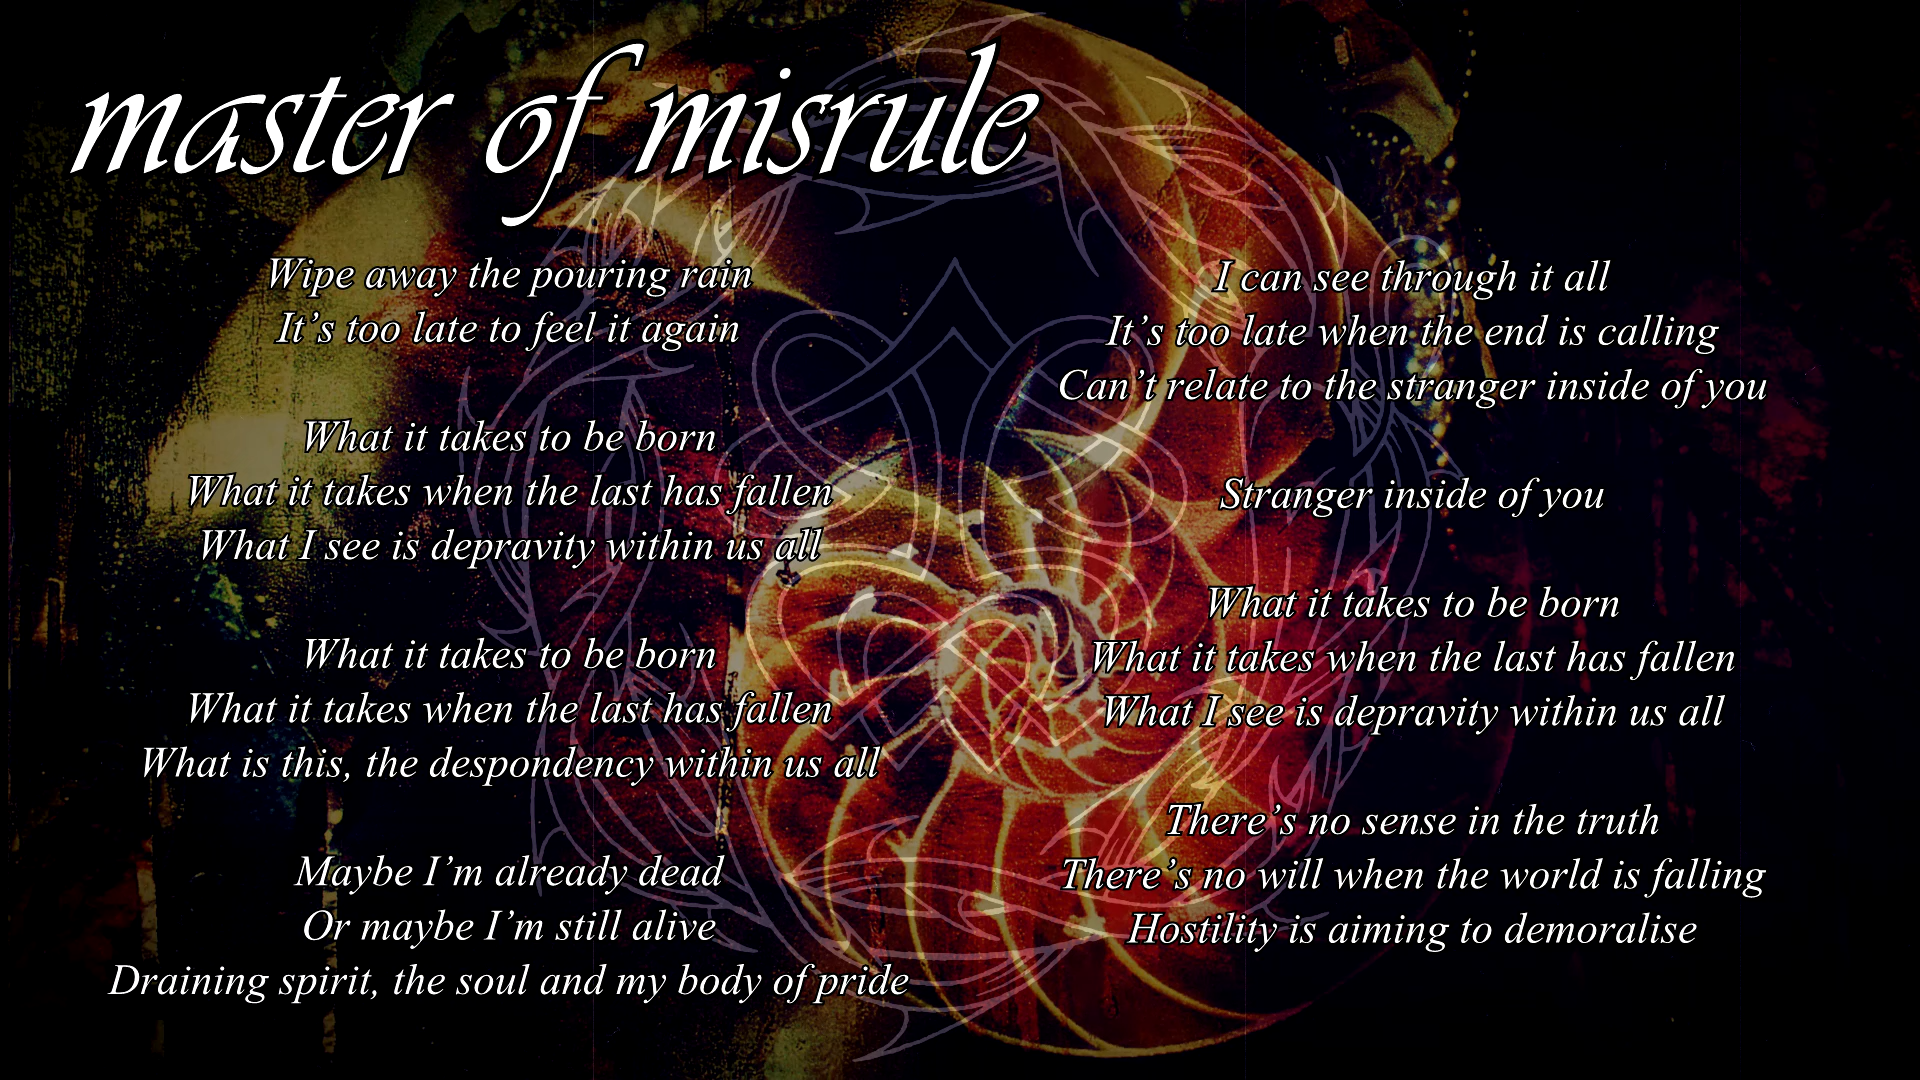 master of misrule
Wipe away the pouring rain
It’s too late to feel it again
What it takes to be born
What it takes when the last has fallen
What I see is depravity within us all
What it takes to be born
What it takes when the last has fallen
What is this, the despondency within us all
Maybe I’m already dead
Or maybe I’m still alive
Draining spirit, the soul and my body of pride
I can see through it all
It’s too late when the end is calling
Can’t relate to the stranger inside of you
Stranger inside of you
What it takes to be born
What it takes when the last has fallen
What I see is depravity within us all
There’s no sense in the truth
There’s no will when the world is falling
Hostility is aiming to demoralise